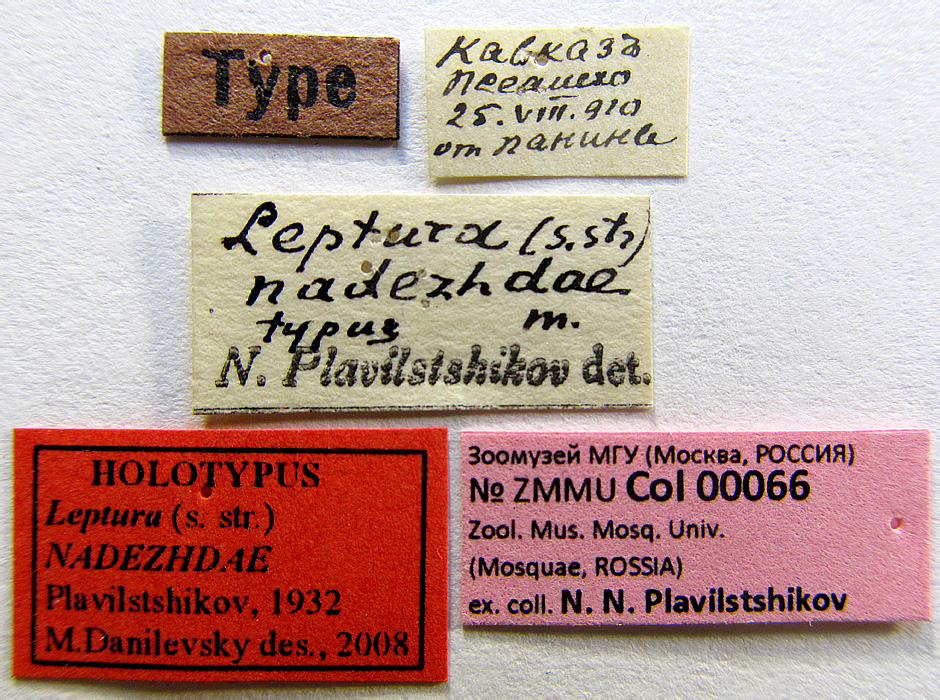 Type
Кавказъ
Псеашхо
25.VIII.910
от Панина
Leptura (s.str)
nadezhdae
typus m.
N. Plavilstshikov det.
HOLOTYPUS
Leptura (s. str.)
NADEZHDAE
Plavilstshikov, 1932
M.Danilevsky des., 2008
Зоомузей МГУ (Москва, РОССИЯ)
№ ZMMU Col 00066
Zool. Mus. Mosq. Univ.
(Mosquae, ROSSIA)
ex. coll. N. N. Plavilstshikov